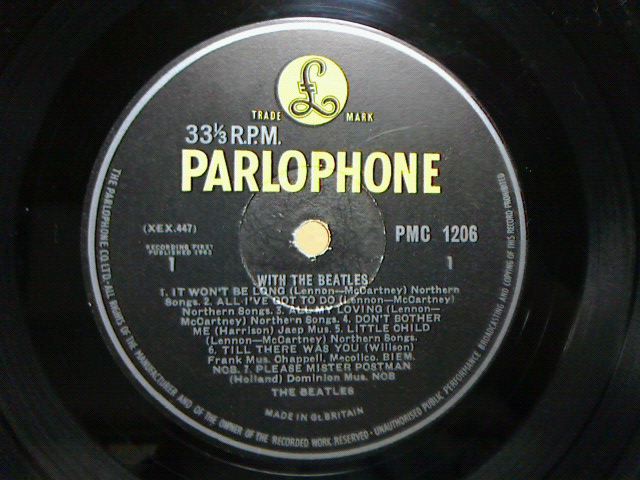 £
TRADE MARK
33⅓ R.P.M.
PARLOPHONE
(XEX.447)
PMC 1206
RECORDING FIRST
PUBLISHED 1963
1
1
WITH THE BEATLES
1. IT WON'T BE LONG (Lennon—McCartney) Northern
Songs. 2. ALL I'VE GOT TO DO (Lennon—McCartney)
Northern Songs. 3. ALL MY LOVING (Lennon—
McCartney) Northern Songs. 4. DON'T BOTHER
ME (Harrison) Jaep Mus. 5. LITTLE CHILD
(Lennon—McCartney) Northern Songs.
6. TILL THERE WAS YOU (Willson)
Frank Mus. Chappell, Mecolico. BIEM.
NCB. 7. PLEASE MISTER POSTMAN
(Holland) Dominion Mus. NCB
THE BEATLES
MADE IN Gt. BRITAIN
THE PARLOPHONE CO LTD.- ALL RIGHTS OF THE MANUFACTURER AND OF THE OWNER OF THE RECORDED WORK RESERVED - UNAUTHORISED PUBLIC PERFORMANCE BROADCASTING AND COPYING OF THIS RECORD PROHIBITED